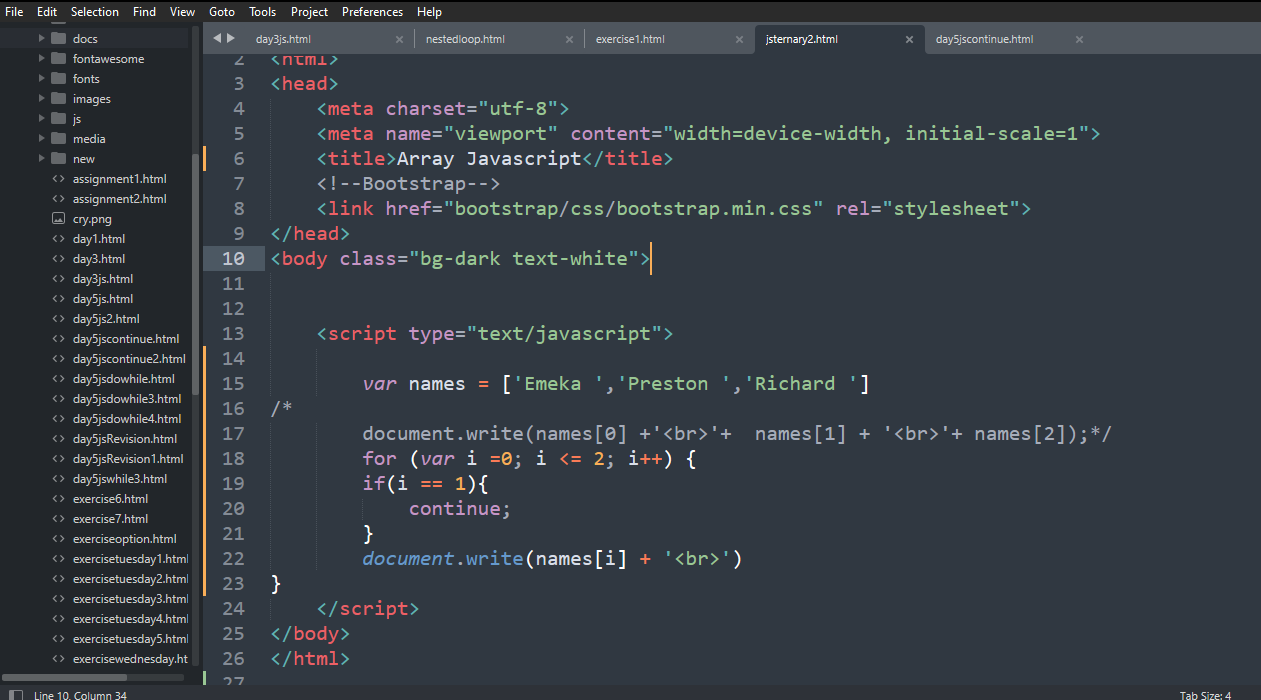 File Edit Selection Find View Goto Tools Project Preferences Help
docs
fontawesome
fonts
images
js
media
new
assignment1.html
assignment2.html
cry.png
day1.html
day3.html
day3js.html
day5js.html
day5js2.html
day5jscontinue.html
day5jscontinue2.html
day5jsdowhile.html
day5jsdowhile3.html
day5jsdowhile4.html
day5jsRevision.html
day5jsRevision1.html
day5jswhile3.html
exercise6.html
exercise7.html
exerciseoption.html
exercisetuesday1.html
exercisetuesday2.html
exercisetuesday3.html
exercisetuesday4.html
exercisetuesday5.html
exercisewednesday.ht
day3js.html × nestedloop.html × exercise1.html × jsternary2.html × day5jscontinue.html ×
2 <html>
3 <head>
4     <meta charset="utf-8">
5     <meta name="viewport" content="width=device-width, initial-scale=1">
6     <title>Array Javascript</title>
7     <!--Bootstrap-->
8     <link href="bootstrap/css/bootstrap.min.css" rel="stylesheet">
9 </head>
10 <body class="bg-dark text-white">
11
12
13     <script type="text/javascript">
14
15         var names = ['Emeka ','Preston ','Richard ']
16 /*
17         document.write(names[0] +'<br>'+  names[1] + '<br>'+ names[2]);*/
18         for (var i =0; i <= 2; i++) {
19         if(i == 1){
20             continue;
21         }
22         document.write(names[i] + '<br>')
23 }
24     </script>
25 </body>
26 </html>
27
Line 10, Column 34 Tab Size: 4